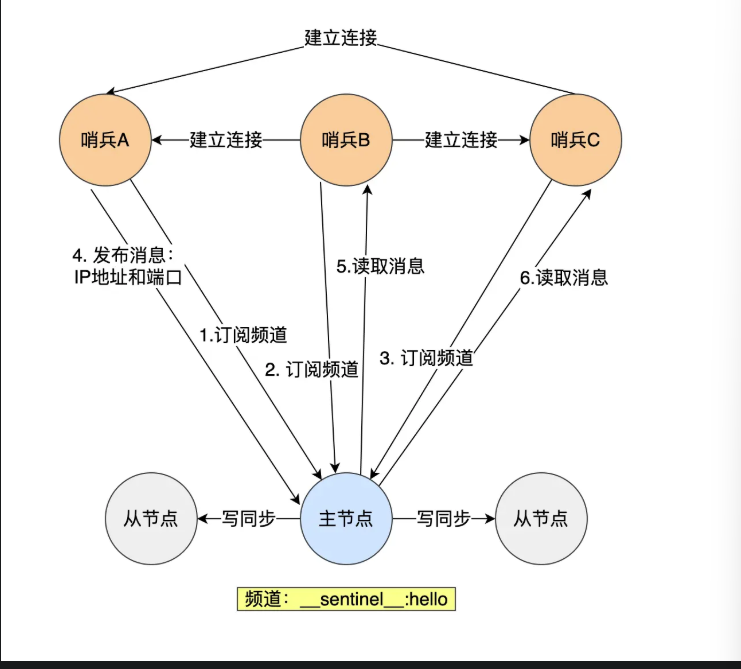 建立连接
哨兵A
建立连接
哨兵B
建立连接
哨兵C
4. 发布消息：
IP地址和端口
5.读取消息
6.读取消息
1.订阅频道
2. 订阅频道
3. 订阅频道
从节点
写同步
主节点
写同步
从节点
频道：__sentinel__:hello